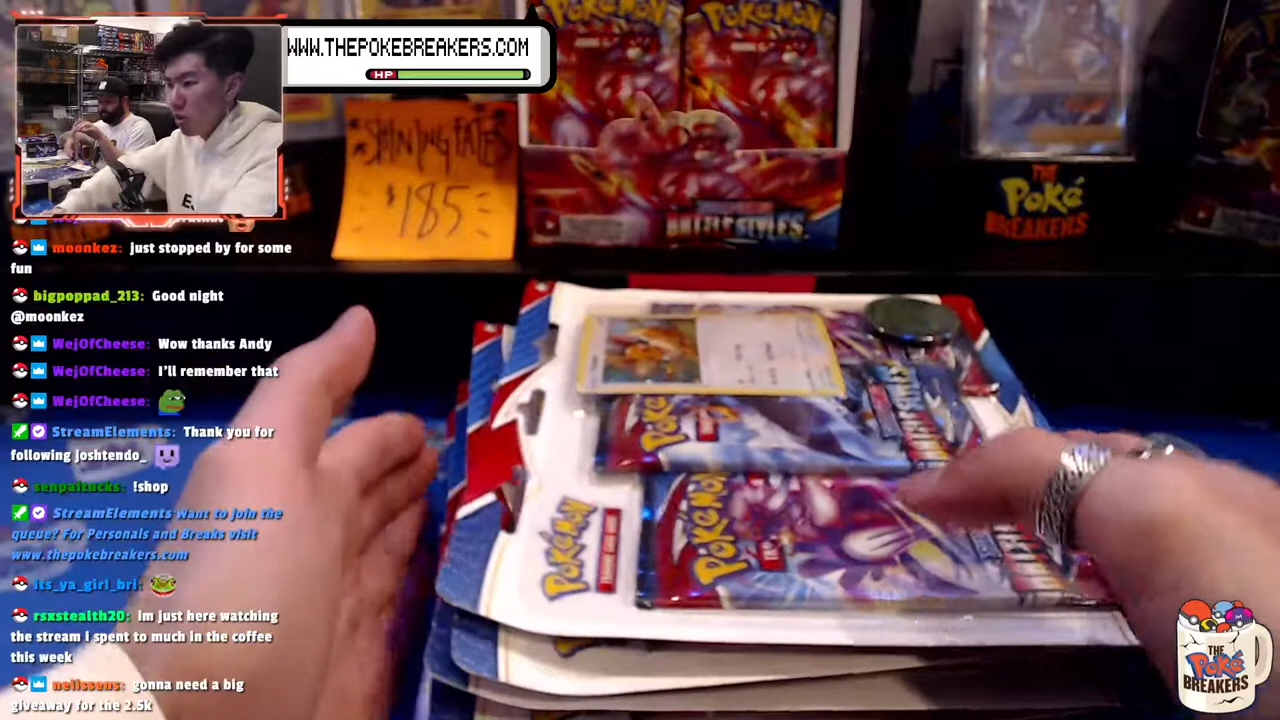 WWW.THEPOKEBREAKERS.COM
HP
SHINING FATES
$185
BATTLE STYLES
THE
Poké
BREAKERS
moonkez: just stopped by for some
fun
bigpoppad_213: Good night
@moonkez
WejOfCheese: Wow thanks Andy
WejOfCheese: I'll remember that
WejOfCheese:
StreamElements: Thank you for
following joshtendo_
senpaitucks: !shop
StreamElements Want to join the
queue? For Personals and Breaks visit
www.thepokebreakers.com
its_ya_girl_bri:
rsxstealth20: Im just here watching
the stream I spent to much in the coffee
this week
nelissens: gonna need a big
giveaway for the 2.5k
POKÉMON
POKÉMON
POKÉMON
THE
Poké
BREAKERS